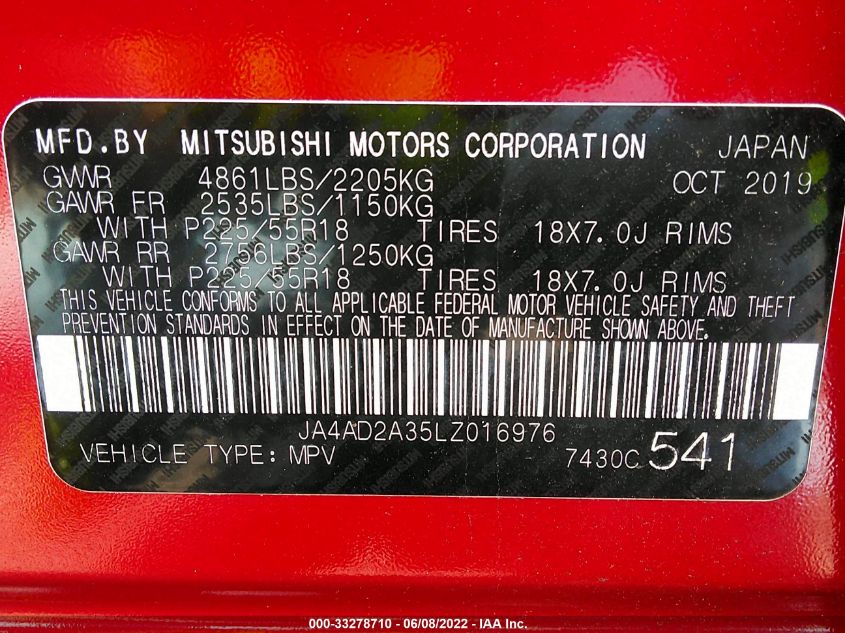 MFD.BY MITSUBISHI MOTORS CORPORATION JAPAN
GVWR 4861LBS/2205KG OCT 2019
GAWR FR 2535LBS/1150KG
WITH P225/55R18 TIRES 18X7.0J RIMS
GAWR RR 2756LBS/1250KG
WITH P225/55R18 TIRES 18X7.0J RIMS
THIS VEHICLE CONFORMS TO ALL APPLICABLE FEDERAL MOTOR VEHICLE SAFETY AND THEFT
PREVENTION STANDARDS IN EFFECT ON THE DATE OF MANUFACTURE SHOWN ABOVE.
JA4AD2A35LZ016976
VEHICLE TYPE: MPV 7430C 541
000-33278710 - 06/08/2022 - IAA Inc.